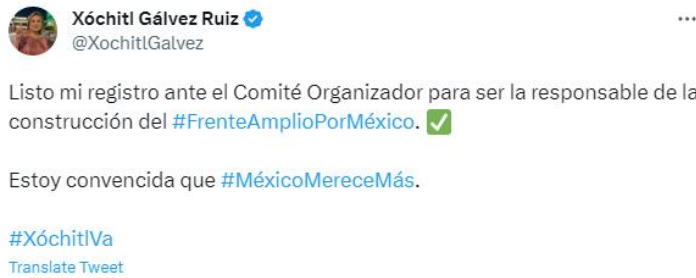 Xóchitl Gálvez Ruiz
@XochitlGalvez
Listo mi registro ante el Comité Organizador para ser la responsable de la
construcción del #FrenteAmplioPorMéxico. ✅
Estoy convencida que #MéxicoMereceMás.
#XóchitlVa
Translate Tweet